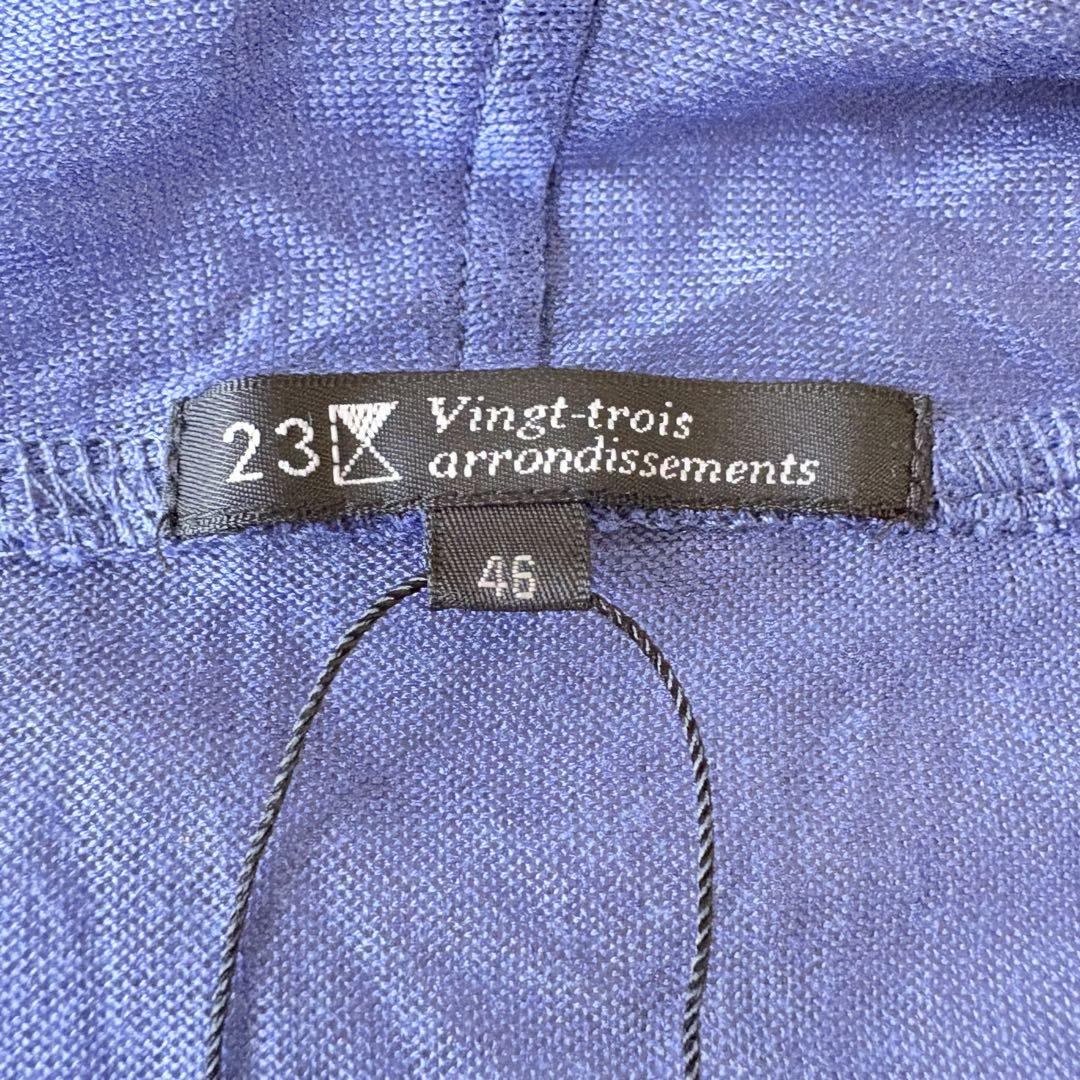 23 Vingt-trois
arrondissements
46